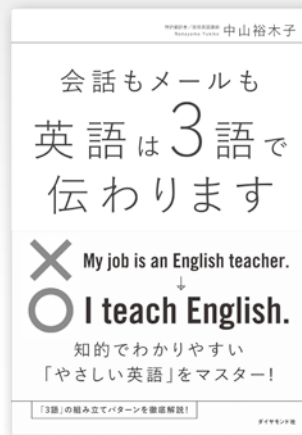 特許翻訳者／技術英語講師
Nakayama Yukiko
中山裕木子
会話もメールも
英語は3語で
伝わります
My job is an English teacher.
↓
I teach English.
知的でわかりやすい
「やさしい英語」をマスター!
「3語」の組み立てパターンを徹底解説!
ダイヤモンド社